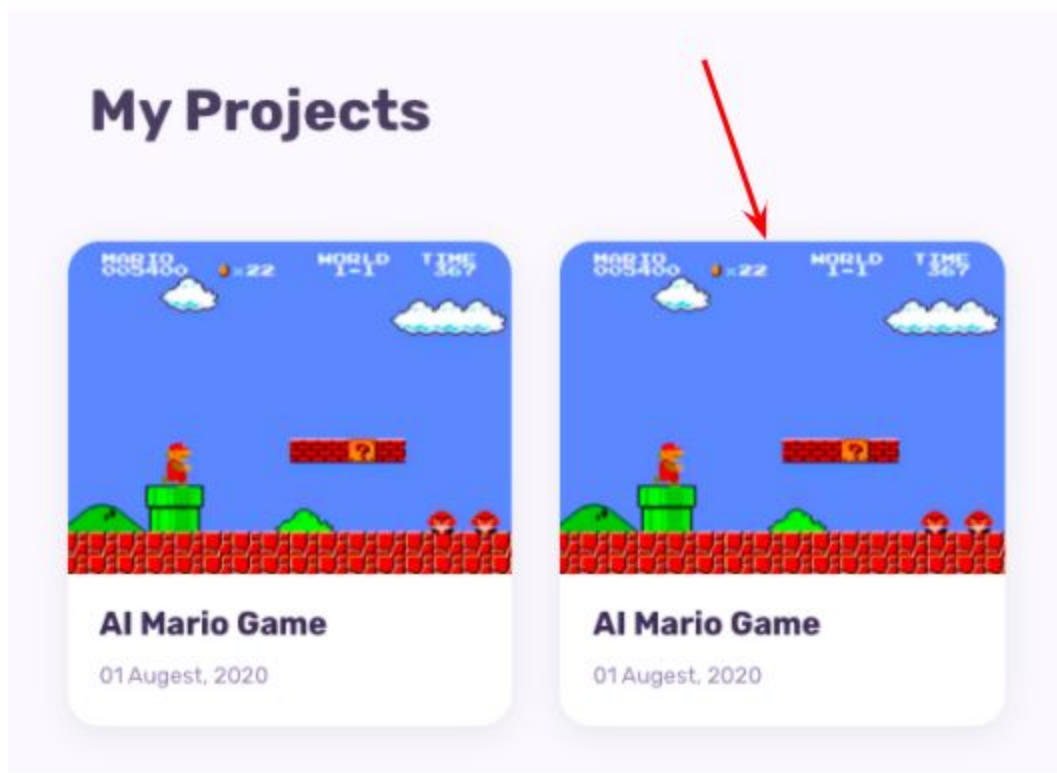 My Projects
MARIO WORLD TIME
005400 ×22 1-1 367
?
AI Mario Game
01 Augest, 2020
MARIO WORLD TIME
005400 ×22 1-1 367
?
AI Mario Game
01 Augest, 2020